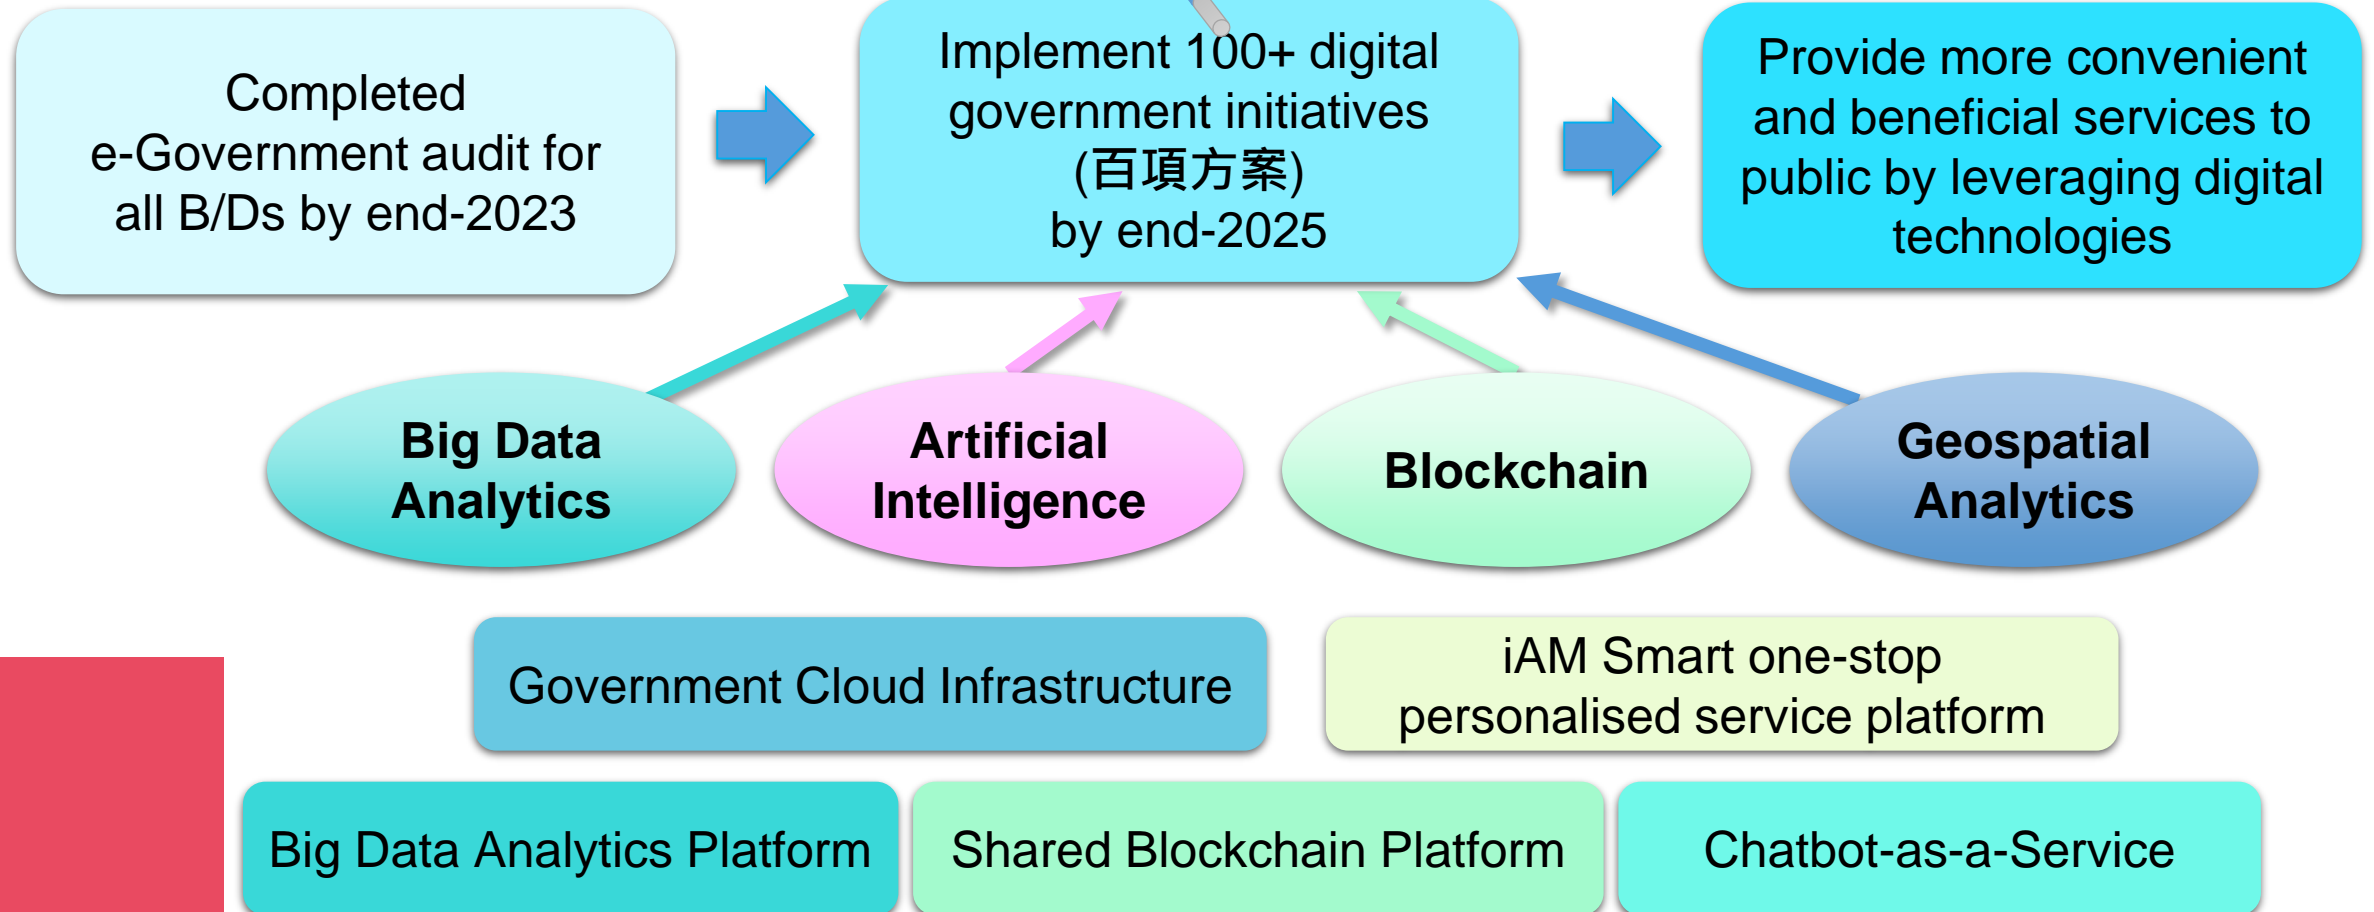 Completed
e-Government audit for
all B/Ds by end-2023
Implement 100+ digital
government initiatives
(百項方案)
by end-2025
Provide more convenient
and beneficial services to
public by leveraging digital
technologies
Big Data
Analytics
Artificial
Intelligence
Blockchain
Geospatial
Analytics
Government Cloud Infrastructure
iAM Smart one-stop
personalised service platform
Big Data Analytics Platform
Shared Blockchain Platform
Chatbot-as-a-Service